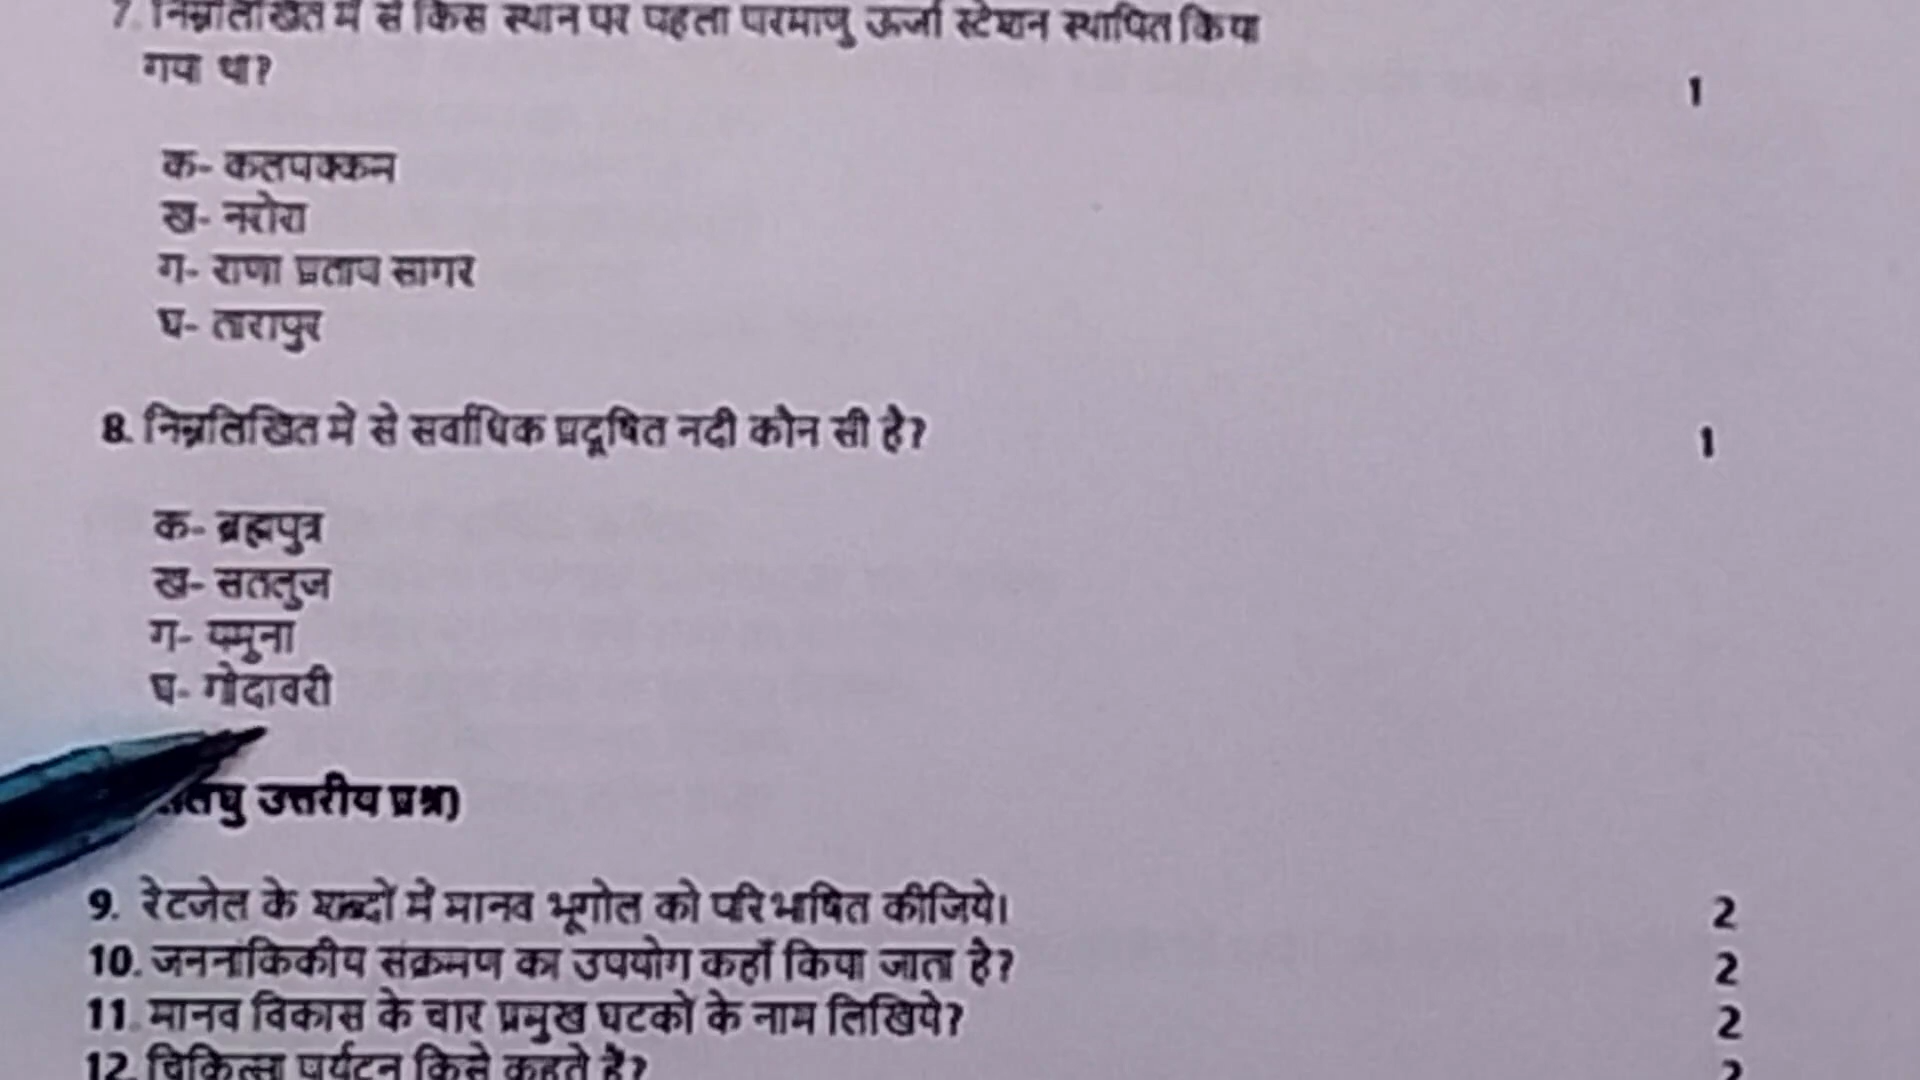 7. निम्नलिखित में से किस स्थान पर पहला परमाणु ऊर्जा स्टेशन स्थापित किया
गया था?
1
क- कलपक्कन
ख- नरोरा
ग- राणा प्रताप सागर
घ- तारापुर
8. निम्नलिखित में से सर्वाधिक प्रदूषित नदी कौन सी है?
1
क- ब्रह्मपुत्र
ख- सतलुज
ग- यमुना
घ- गोदावरी
लघु उत्तरीय प्रश्न)
9. रेटजेल के शब्दों में मानव भूगोल को परिभाषित कीजिये। 2
10. जननांकिकीय संक्रमण का उपयोग कहाँ किया जाता है? 2
11. मानव विकास के चार प्रमुख घटकों के नाम लिखिये? 2
12. चिकित्सा पर्यटन किसे कहते हैं? 2